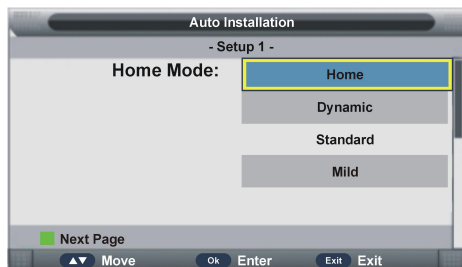 Auto Installation
- Setup 1 -
Home Mode: Home
Dynamic
Standard
Mild
Next Page
▲▼ Move Ok Enter Exit Exit